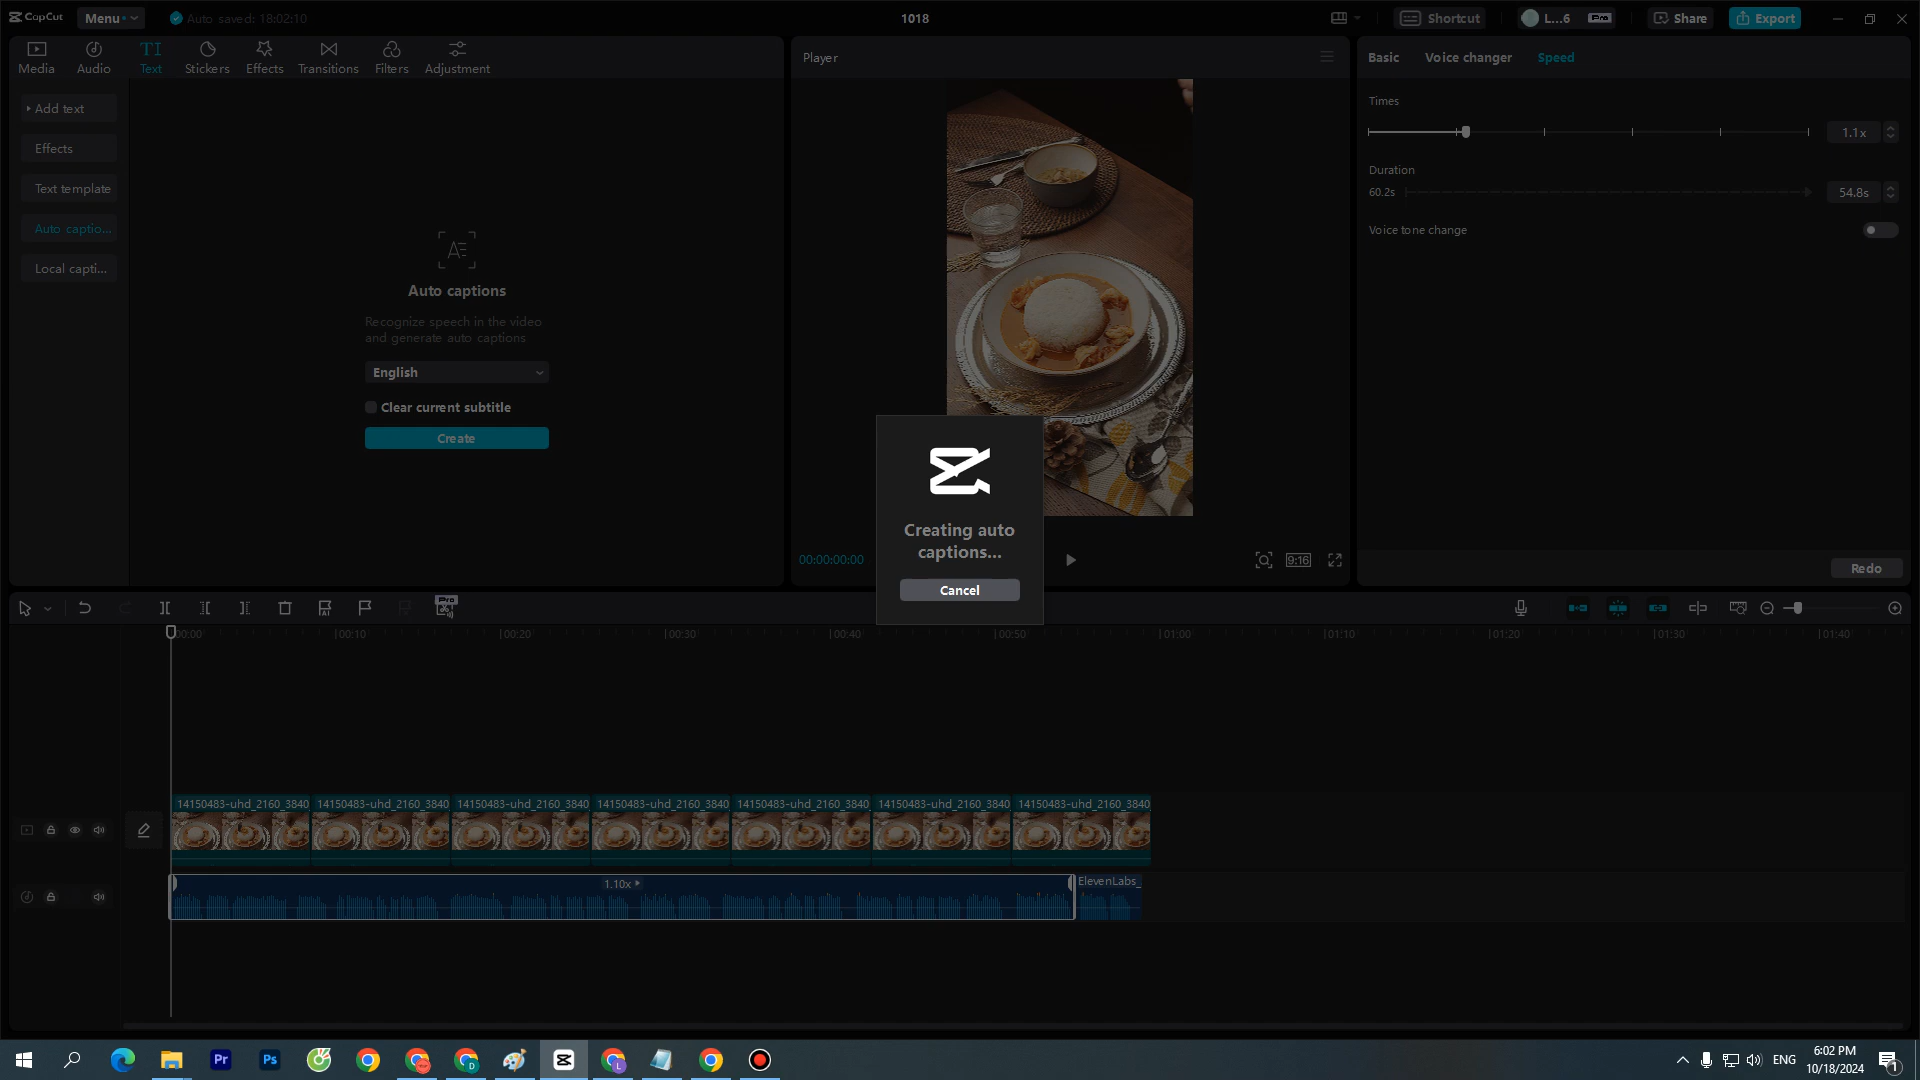 CapCut
Menu
Auto saved: 18:02:10
1018
Shortcut
L...6
Pro
Share
Export
Media
Audio
TI
Text
Stickers
Effects
Transitions
Filters
Adjustment
Player
Basic
Voice changer
Speed
Add text
Effects
Text template
Auto captio...
Local capti...
Auto captions
Recognize speech in the video
and generate auto captions
English
Clear current subtitle
Create
Times
1.1x
Duration
60.2s
54.8s
Voice tone change
Creating auto
captions...
Cancel
00:00:00:00
9:16
Redo
Pro
00:00
00:10
00:20
00:30
00:40
00:50
01:00
01:10
01:20
01:30
01:40
14150483-uhd_2160_3840
14150483-uhd_2160_3840
14150483-uhd_2160_3840
14150483-uhd_2160_3840
14150483-uhd_2160_3840
14150483-uhd_2160_3840
14150483-uhd_2160_3840
1.10x
ElevenLabs_
Pr
Ps
D
L
ENG
6:02 PM
10/18/2024
1